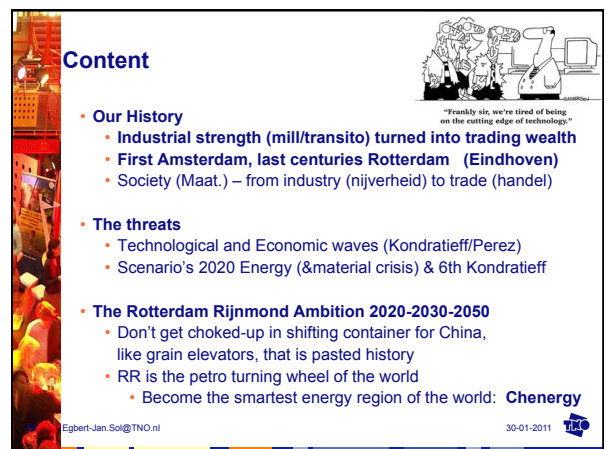 Content
"Frankly sir, we're tired of being
on the cutting edge of technology."
• Our History
• Industrial strength (mill/transito) turned into trading wealth
• First Amsterdam, last centuries Rotterdam (Eindhoven)
• Society (Maat.) – from industry (nijverheid) to trade (handel)
• The threats
• Technological and Economic waves (Kondratieff/Perez)
• Scenario's 2020 Energy (&material crisis) & 6th Kondratieff
• The Rotterdam Rijnmond Ambition 2020-2030-2050
• Don't get choked-up in shifting container for China,
like grain elevators, that is pasted history
• RR is the petro turning wheel of the world
• Become the smartest energy region of the world: Chenergy
Egbert-Jan.Sol@TNO.nl
30-01-2011
TNO